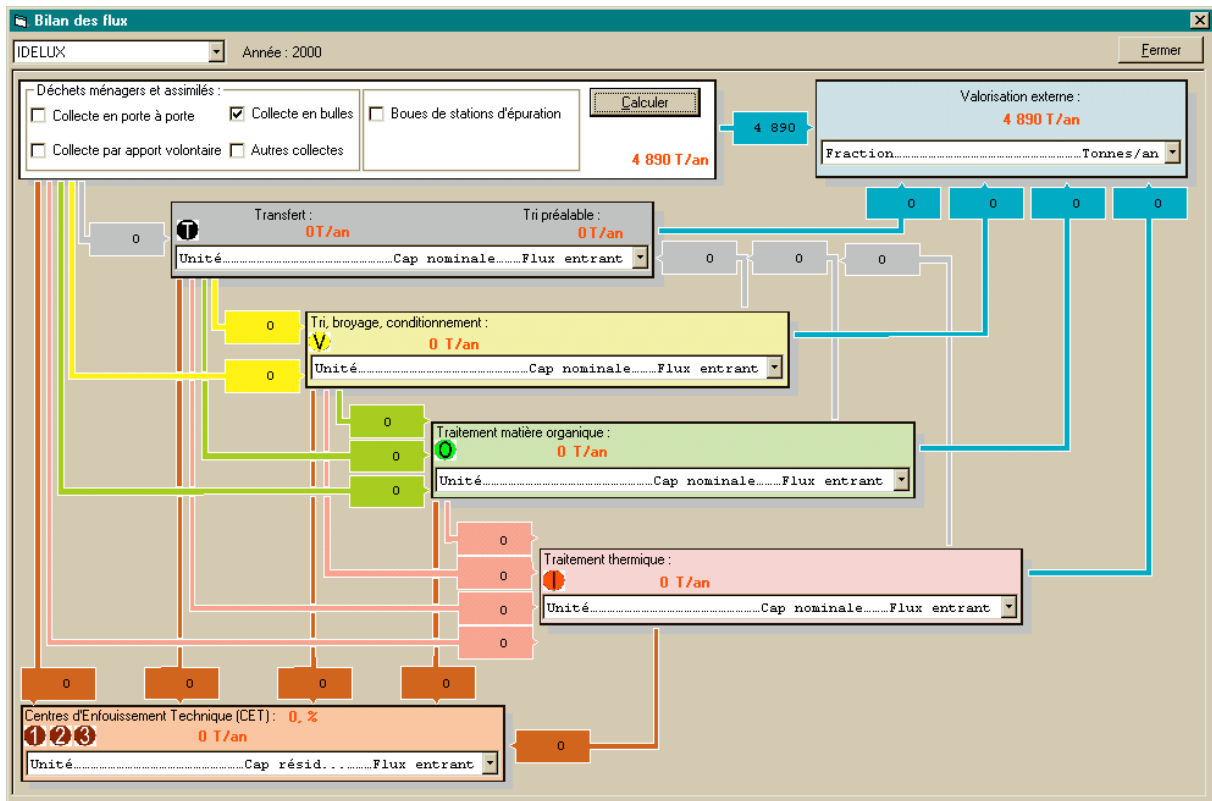 Bilan des flux
IDELUX
Année : 2000
Fermer
Déchets ménagers et assimilés :
Collecte en porte à porte
Collecte en bulles
Boues de stations d'épuration
Calculer
Collecte par apport volontaire
Autres collectes
4 890 T/an
4 890
Valorisation externe :
4 890 T/an
Fraction.......................................Tonnes/an
0 0 0 0
0
T
Transfert :
Tri préalable :
0T/an
0T/an
Unité.......................................Cap nominale.....Flux entrant
0 0 0
0
Tri, broyage, conditionnement :
V
0 T/an
0
Unité.......................................Cap nominale.....Flux entrant
0
Traitement matière organique :
0
O
0 T/an
0
Unité.......................................Cap nominale.....Flux entrant
0
Traitement thermique :
0
I
0 T/an
0
Unité.......................................Cap nominale.....Flux entrant
0
0 0 0 0
Centres d'Enfouissement Technique (CET) : 0, %
1 2 3
0 T/an
0
Unité.......................................Cap résid........Flux entrant